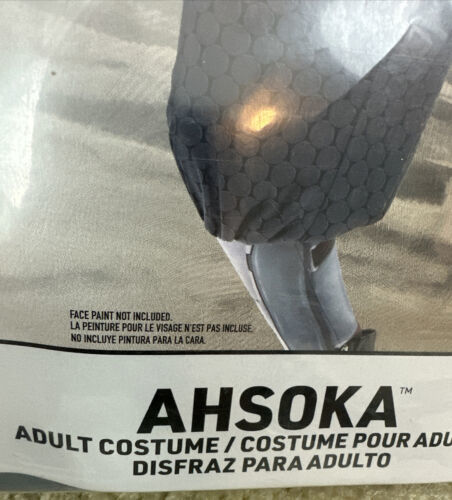 FACE PAINT NOT INCLUDED.
LA PEINTURE POUR LE VISAGE N'EST PAS INCLUSE.
NO INCLUYE PINTURA PARA LA CARA.
AHSOKA™
ADULT COSTUME / COSTUME POUR ADU
DISFRAZ PARA ADULTO